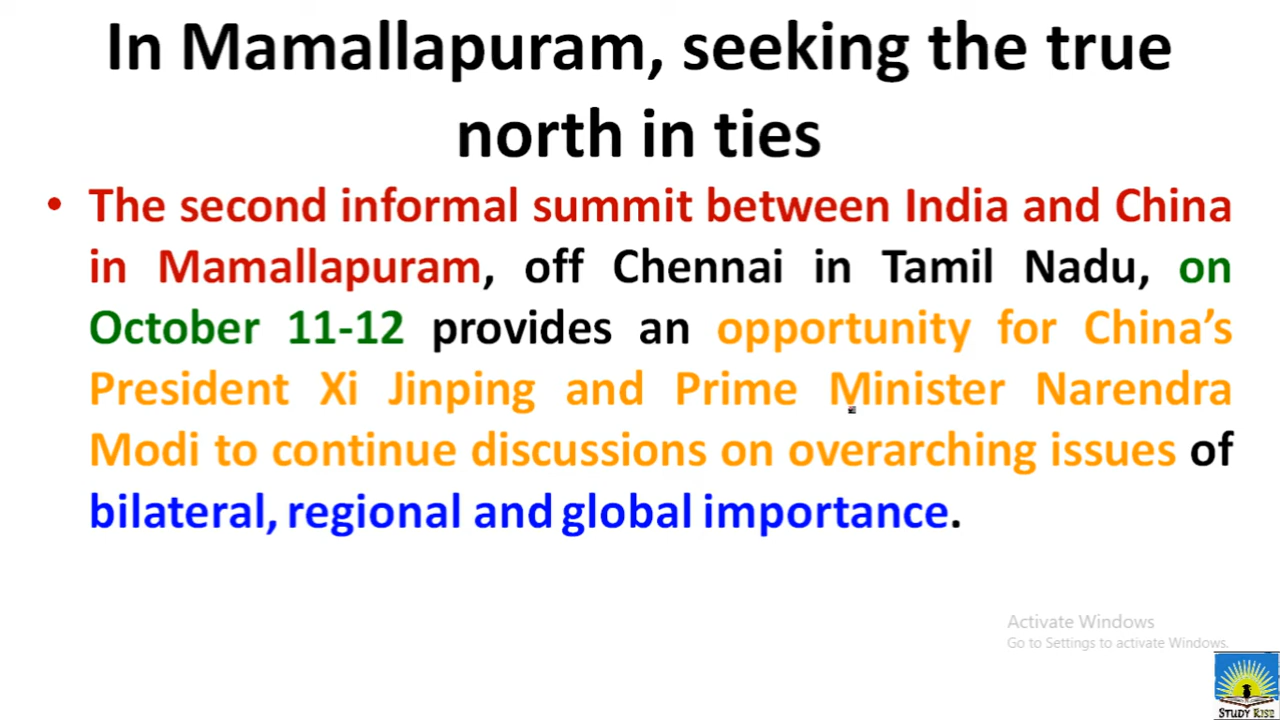 In Mamallapuram, seeking the true
north in ties
• The second informal summit between India and China
in Mamallapuram, off Chennai in Tamil Nadu, on
October 11-12 provides an opportunity for China’s
President Xi Jinping and Prime Minister Narendra
Modi to continue discussions on overarching issues of
bilateral, regional and global importance.
Activate Windows
Go to Settings to activate Windows.
STUDY RISE